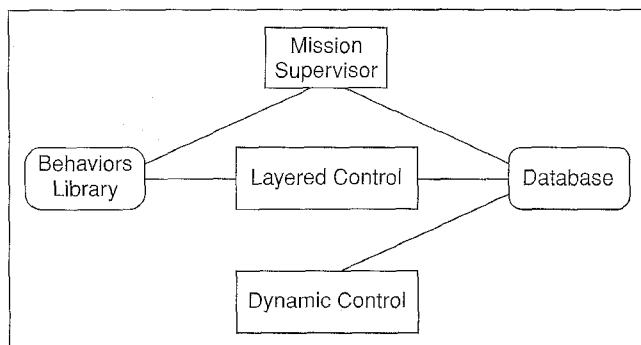 Mission
Supervisor
Behaviors
Library
Layered Control
Database
Dynamic Control